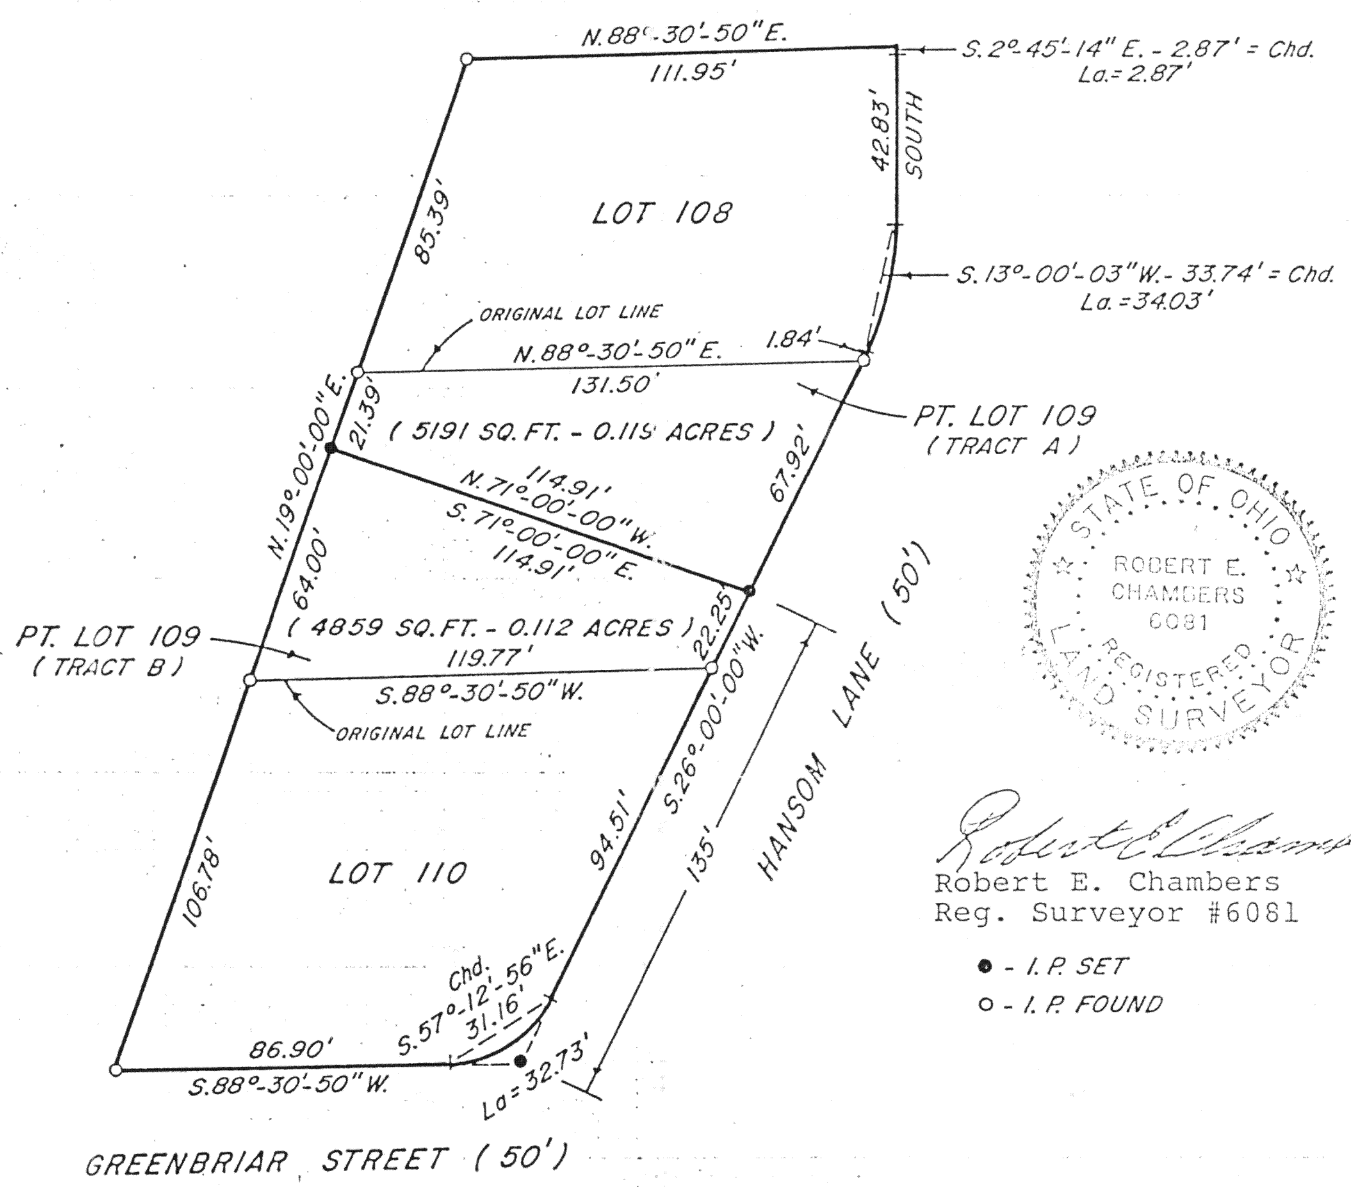 N. 88°-30'-50" E.
111.95'
S. 2°-45'-14" E. - 2.87' = Chd.
La.= 2.87'
42.83'
SOUTH
85.39'
LOT 108
S. 13°-00'-03" W. - 33.74' = Chd.
La. = 34.03'
ORIGINAL LOT LINE
1.84'
N. 88°-30'-50" E.
131.50'
PT. LOT 109
( TRACT A )
21.39'
( 5191 SQ. FT. - 0.119 ACRES )
67.92'
N. 19°-00'-00" E.
114.91'
N. 71°-00'-00" W.
S. 71°-00'-00" E.
114.91'
STATE OF OHIO
ROBERT E.
CHAMBERS
6081
REGISTERED
LAND SURVEYOR
64.00'
22.25'
PT. LOT 109
( TRACT B )
( 4859 SQ. FT. - 0.112 ACRES )
119.77'
S. 88°-30'-50" W.
ORIGINAL LOT LINE
S. 26°-00'-00" W.
HANSOM LANE ( 50' )
94.51'
135'
106.78'
LOT 110
Robert E. Chambers
Robert E. Chambers
Reg. Surveyor #6081
● - I. P. SET
○ - I. P. FOUND
Chd.
S. 57°-12'-56" E.
31.16'
86.90'
S. 88°-30'-50" W.
La = 32.73'
GREENBRIAR STREET ( 50' )